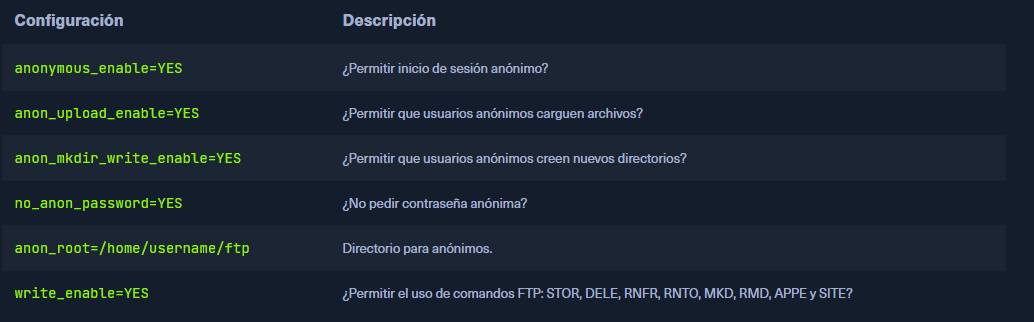 Configuración Descripción
anonymous_enable=YES ¿Permitir inicio de sesión anónimo?
anon_upload_enable=YES ¿Permitir que usuarios anónimos carguen archivos?
anon_mkdir_write_enable=YES ¿Permitir que usuarios anónimos creen nuevos directorios?
no_anon_password=YES ¿No pedir contraseña anónima?
anon_root=/home/username/ftp Directorio para anónimos.
write_enable=YES ¿Permitir el uso de comandos FTP: STOR, DELE, RNFR, RNTO, MKD, RMD, APPE y SITE?